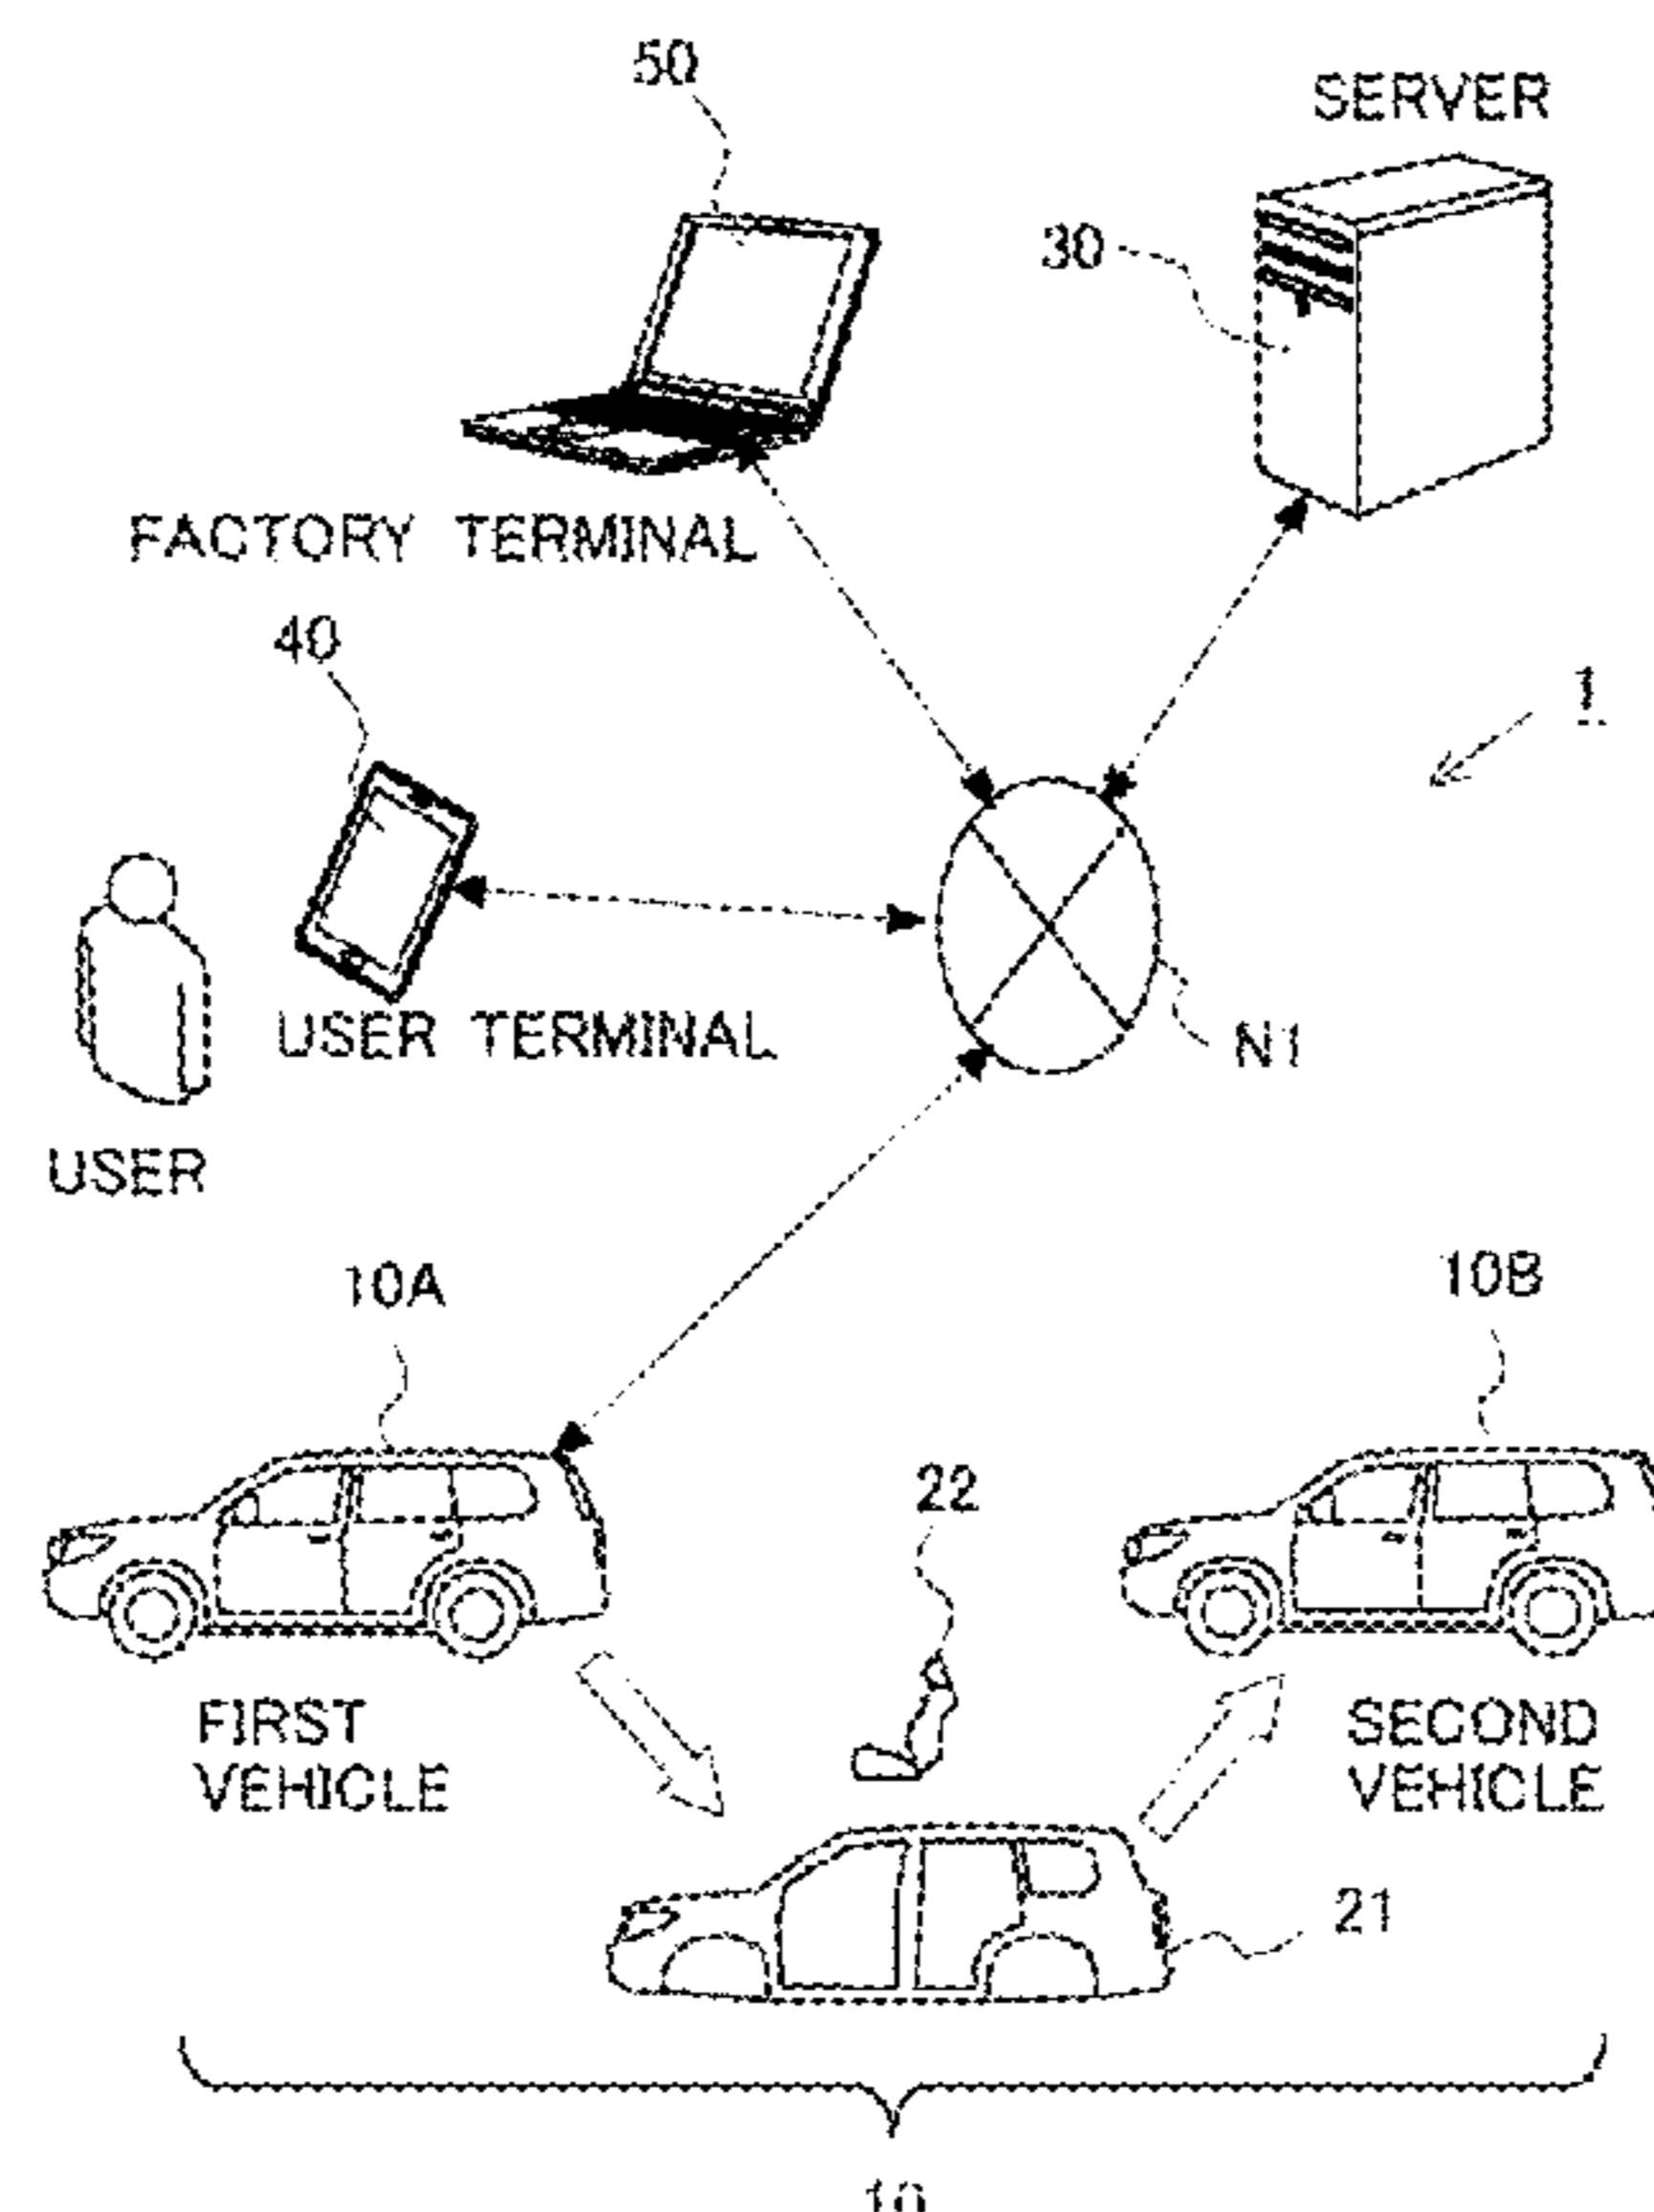 50
SERVER
30
FACTORY TERMINAL
40
1
USER TERMINAL
N1
USER
10A
10B
22
FIRST
VEHICLE
SECOND
VEHICLE
21
10